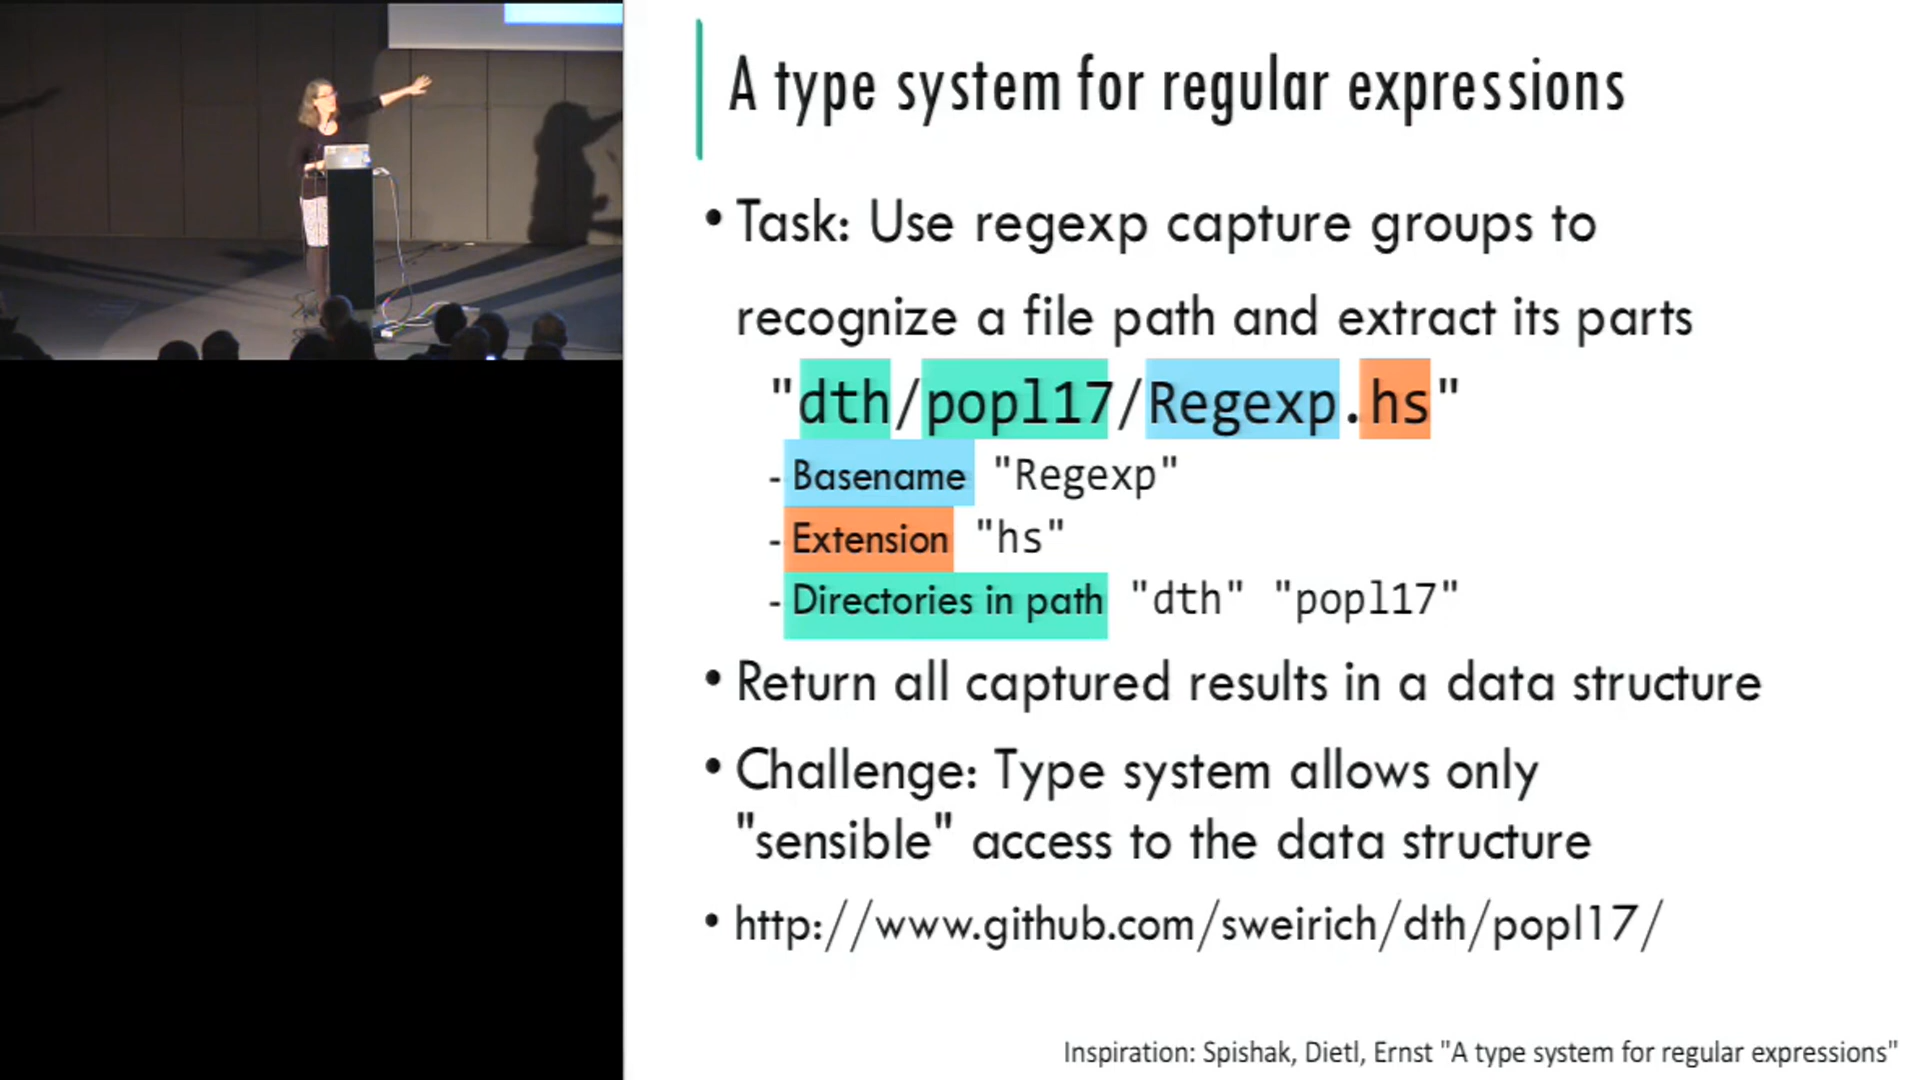 A type system for regular expressions
• Task: Use regexp capture groups to
recognize a file path and extract its parts
"dth/popl17/Regexp.hs"
- Basename "Regexp"
- Extension "hs"
- Directories in path "dth" "popl17"
• Return all captured results in a data structure
• Challenge: Type system allows only
"sensible" access to the data structure
• http://www.github.com/sweirich/dth/popl17/
Inspiration: Spishak, Dietl, Ernst "A type system for regular expressions"